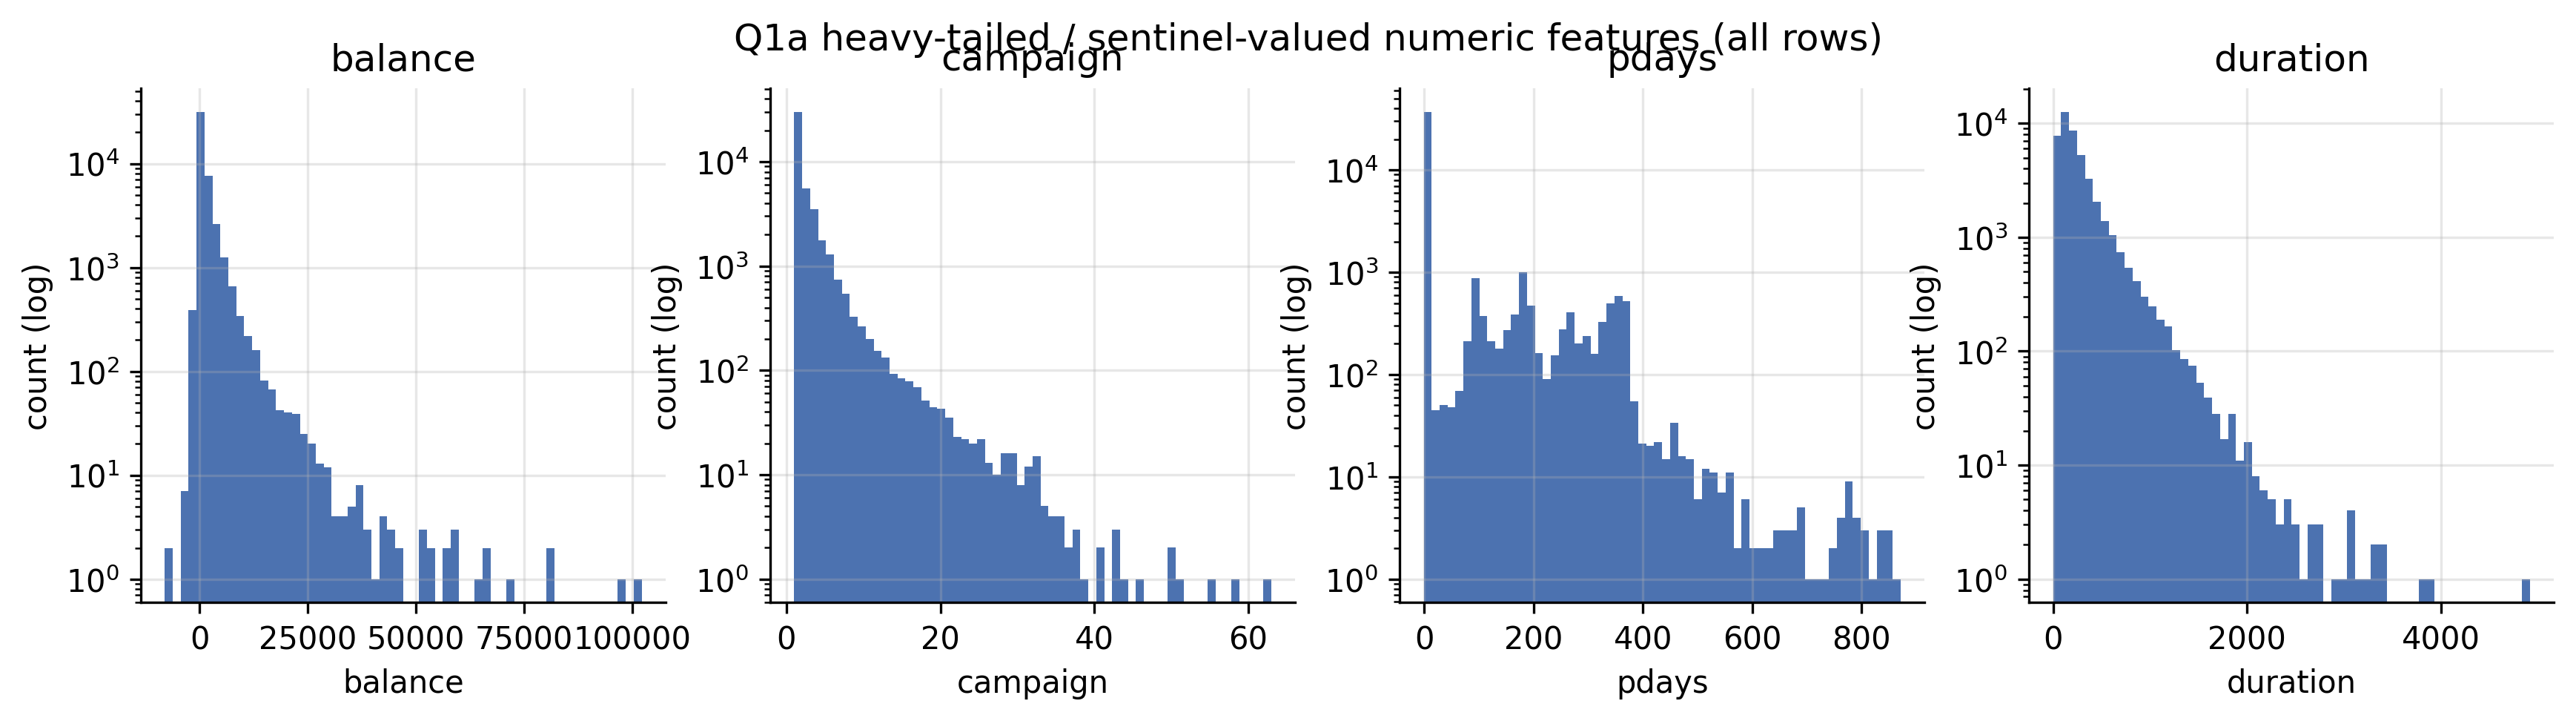 Q1a heavy-tailed / sentinel-valued numeric features (all rows)
balance
count (log)
10⁴
10³
10²
10¹
10⁰
0 25000 50000 75000 100000
balance
campaign
count (log)
10⁴
10³
10²
10¹
10⁰
0 20 40 60
campaign
pdays
count (log)
10⁴
10³
10²
10¹
10⁰
0 200 400 600 800
pdays
duration
count (log)
10⁴
10³
10²
10¹
10⁰
0 2000 4000
duration